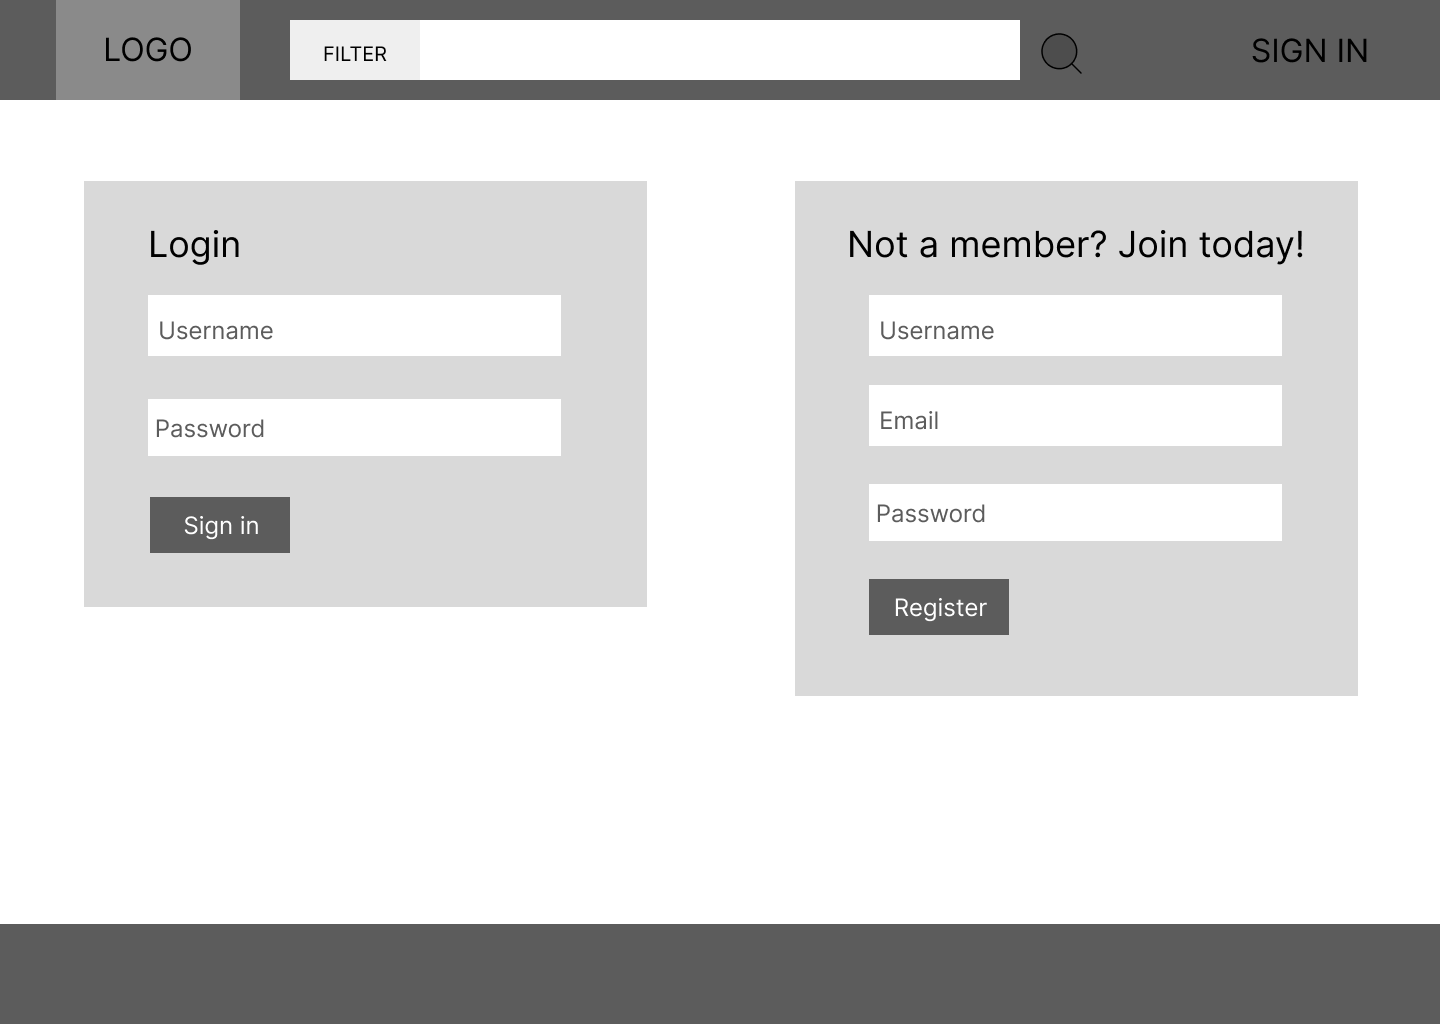 LOGO
FILTER
SIGN IN
Login
Username
Password
Sign in
Not a member? Join today!
Username
Email
Password
Register